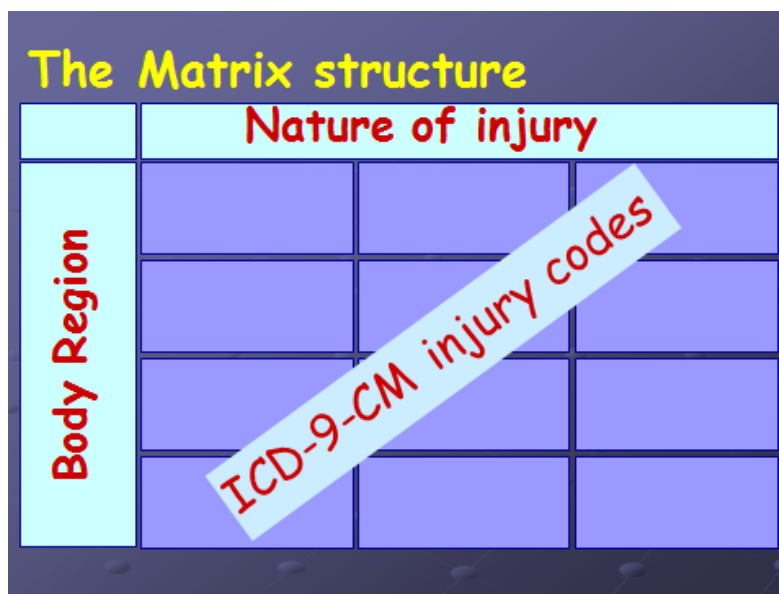 The Matrix structure
Nature of injury
Body Region
ICD-9-CM injury codes